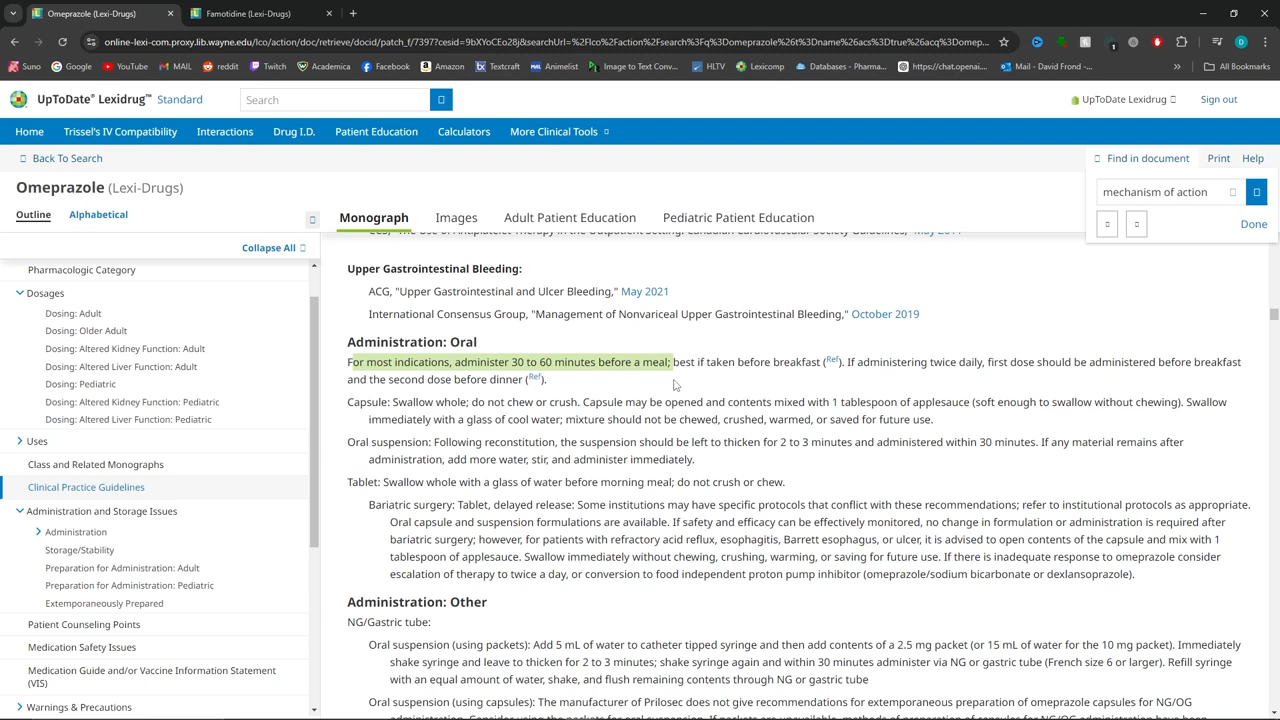 Omeprazole (Lexi-Drugs)
Famotidine (Lexi-Drugs)
online-lexi-com.proxy.lib.wayne.edu/lco/action/doc/retrieve/docid/patch_f/7397?cesid=9bXYoCEo28j&searchUrl=%2Flco%2Faction%2Fsearch%3Fq%3Domeprazole%26t%3Dname%26acs%3Dtrue%26acq%3Domep...
Suno
Google
YouTube
MAIL
reddit
Twitch
Academica
Facebook
Amazon
Textcraft
Animelist
Image to Text Conv...
HLTV
Lexicomp
Databases - Pharma...
https://chat.openai....
Mail - David Frond -...
All Bookmarks
UpToDate® Lexidrug™ Standard
Search
UpToDate Lexidrug
Sign out
Home
Trissel's IV Compatibility
Interactions
Drug I.D.
Patient Education
Calculators
More Clinical Tools
Back To Search
Find in document
Print
Help
Omeprazole (Lexi-Drugs)
mechanism of action
Done
Outline
Alphabetical
Monograph
Images
Adult Patient Education
Pediatric Patient Education
Collapse All
Pharmacologic Category
Dosages
Dosing: Adult
Dosing: Older Adult
Dosing: Altered Kidney Function: Adult
Dosing: Altered Liver Function: Adult
Dosing: Pediatric
Dosing: Altered Kidney Function: Pediatric
Dosing: Altered Liver Function: Pediatric
Uses
Class and Related Monographs
Clinical Practice Guidelines
Administration and Storage Issues
Administration
Storage/Stability
Preparation for Administration: Adult
Preparation for Administration: Pediatric
Extemporaneously Prepared
Patient Counseling Points
Medication Safety Issues
Medication Guide and/or Vaccine Information Statement
(VIS)
Warnings & Precautions
CCS, "The Use of Antiplatelet Therapy in the Outpatient Setting: Canadian Cardiovascular Society Guidelines," May 2011
Upper Gastrointestinal Bleeding:
ACG, "Upper Gastrointestinal and Ulcer Bleeding," May 2021
International Consensus Group, "Management of Nonvariceal Upper Gastrointestinal Bleeding," October 2019
Administration: Oral
For most indications, administer 30 to 60 minutes before a meal; best if taken before breakfast (Ref). If administering twice daily, first dose should be administered before breakfast
and the second dose before dinner (Ref).
Capsule: Swallow whole; do not chew or crush. Capsule may be opened and contents mixed with 1 tablespoon of applesauce (soft enough to swallow without chewing). Swallow
immediately with a glass of cool water; mixture should not be chewed, crushed, warmed, or saved for future use.
Oral suspension: Following reconstitution, the suspension should be left to thicken for 2 to 3 minutes and administered within 30 minutes. If any material remains after
administration, add more water, stir, and administer immediately.
Tablet: Swallow whole with a glass of water before morning meal; do not crush or chew.
Bariatric surgery: Tablet, delayed release: Some institutions may have specific protocols that conflict with these recommendations; refer to institutional protocols as appropriate.
Oral capsule and suspension formulations are available. If safety and efficacy can be effectively monitored, no change in formulation or administration is required after
bariatric surgery; however, for patients with refractory acid reflux, esophagitis, Barrett esophagus, or ulcer, it is advised to open contents of the capsule and mix with 1
tablespoon of applesauce. Swallow immediately without chewing, crushing, warming, or saving for future use. If there is inadequate response to omeprazole consider
escalation of therapy to twice a day, or conversion to food independent proton pump inhibitor (omeprazole/sodium bicarbonate or dexlansoprazole).
Administration: Other
NG/Gastric tube:
Oral suspension (using packets): Add 5 mL of water to catheter tipped syringe and then add contents of a 2.5 mg packet (or 15 mL of water for the 10 mg packet). Immediately
shake syringe and leave to thicken for 2 to 3 minutes; shake syringe again and within 30 minutes administer via NG or gastric tube (French size 6 or larger). Refill syringe
with an equal amount of water, shake, and flush remaining contents through NG or gastric tube
Oral suspension (using capsules): The manufacturer of Prilosec does not give recommendations for extemporaneous preparation of omeprazole capsules for NG/OG